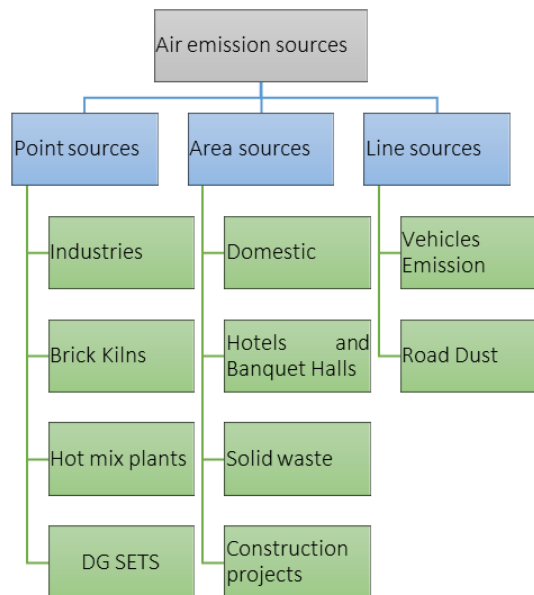 Air emission sources
Point sources
Industries
Brick Kilns
Hot mix plants
DG SETS
Area sources
Domestic
Hotels and
Banquet Halls
Solid waste
Construction
projects
Line sources
Vehicles
Emission
Road Dust